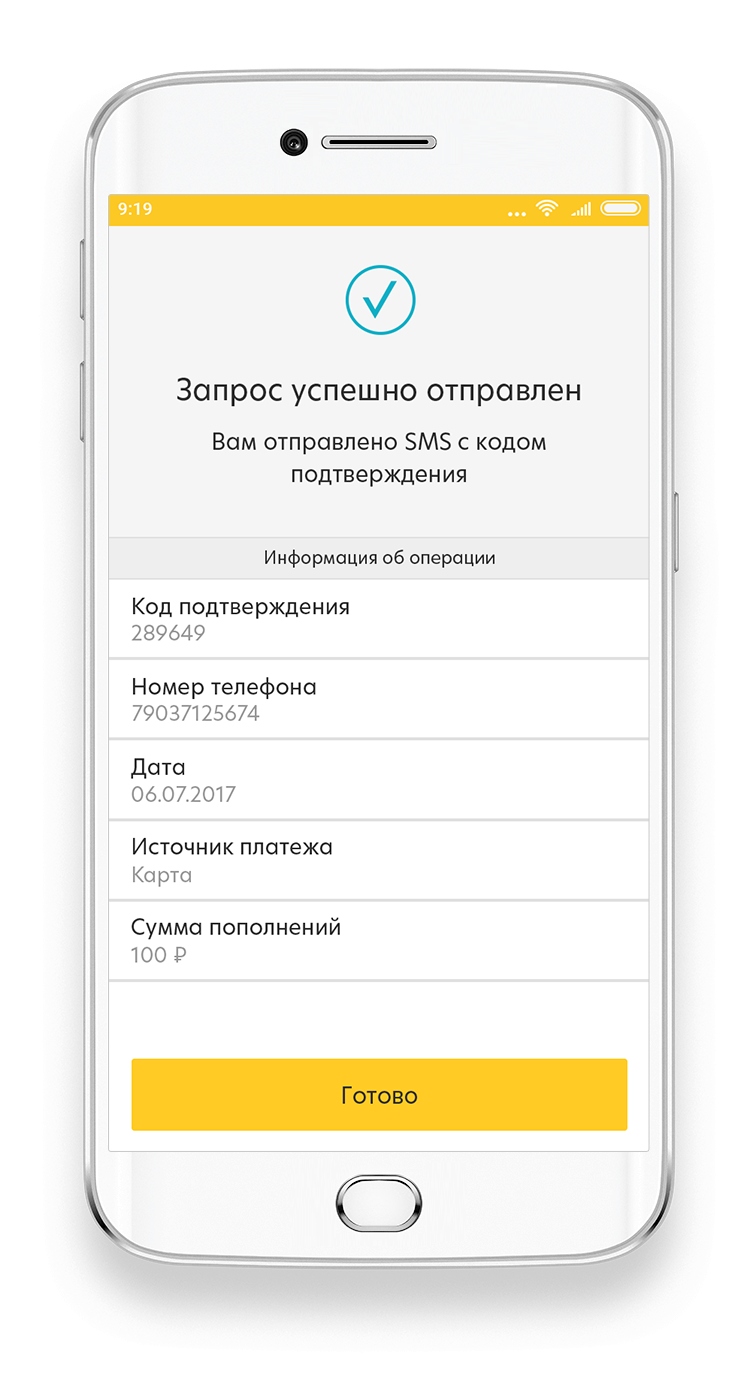 9:19
Запрос успешно отправлен
Вам отправлено SMS с кодом
подтверждения
Информация об операции
Код подтверждения
289649
Номер телефона
79037125674
Дата
06.07.2017
Источник платежа
Карта
Сумма пополнений
100 ₽
Готово